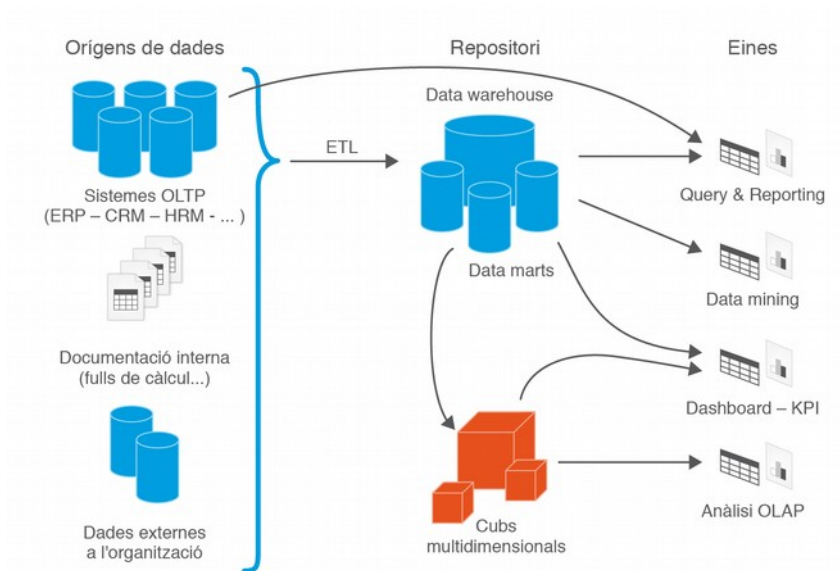 Orígens de dades
Repositori
Eines
Sistemes OLTP
(ERP – CRM – HRM - ... )
Documentació interna
(fulls de càlcul...)
Dades externes
a l'organització
ETL
Data warehouse
Data marts
Cubs
multidimensionals
Query & Reporting
Data mining
Dashboard – KPI
Anàlisi OLAP